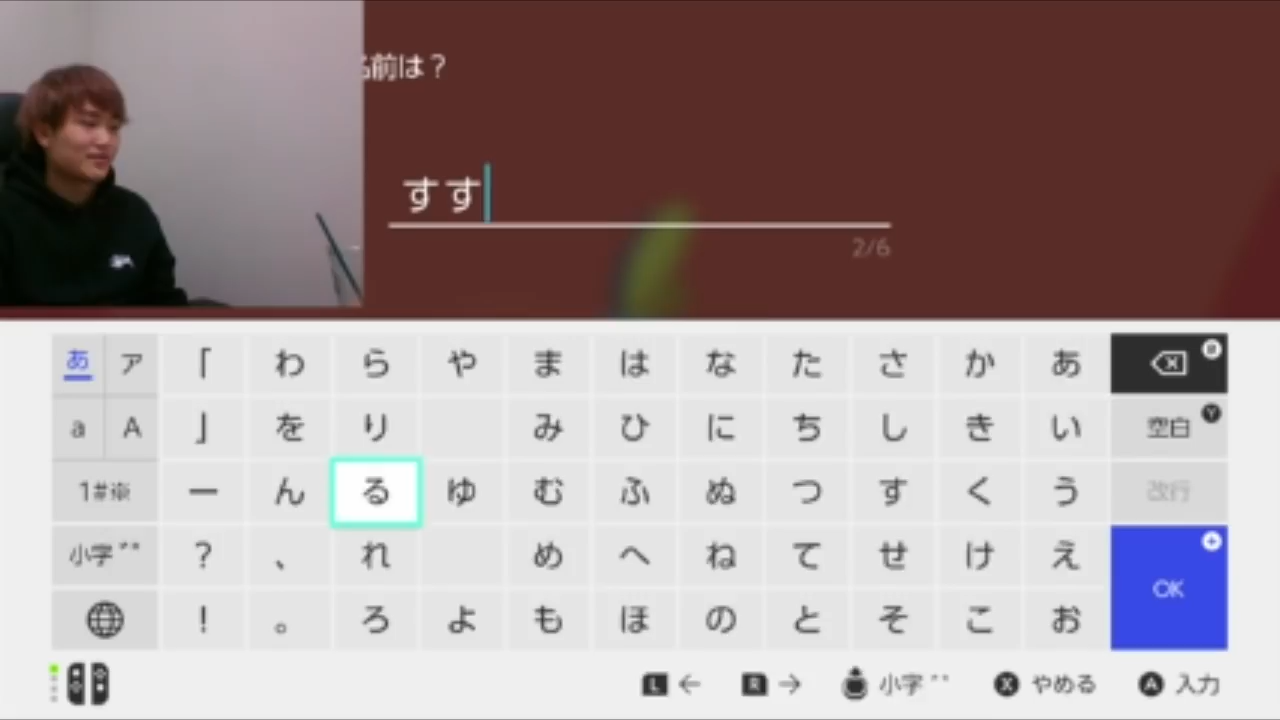 名前は？
すす
2/6
あ ア 「 わ ら や ま は な た さ か あ
a A 」 を り み ひ に ち し き い 空白 Y
1#※ ー ん る ゆ む ふ ぬ つ す く う 改行
小字゛゜ ？ 、 れ め へ ね て せ け え
OK
！ 。 ろ よ も ほ の と そ こ お
L ← R → 小字゛゜ X やめる A 入力